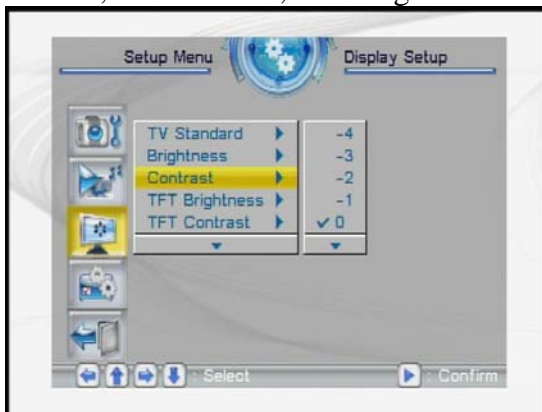 Setup Menu Display Setup
TV Standard -4
Brightness -3
Contrast -2
TFT Brightness -1
TFT Contrast ✓ 0
: Select : Confirm